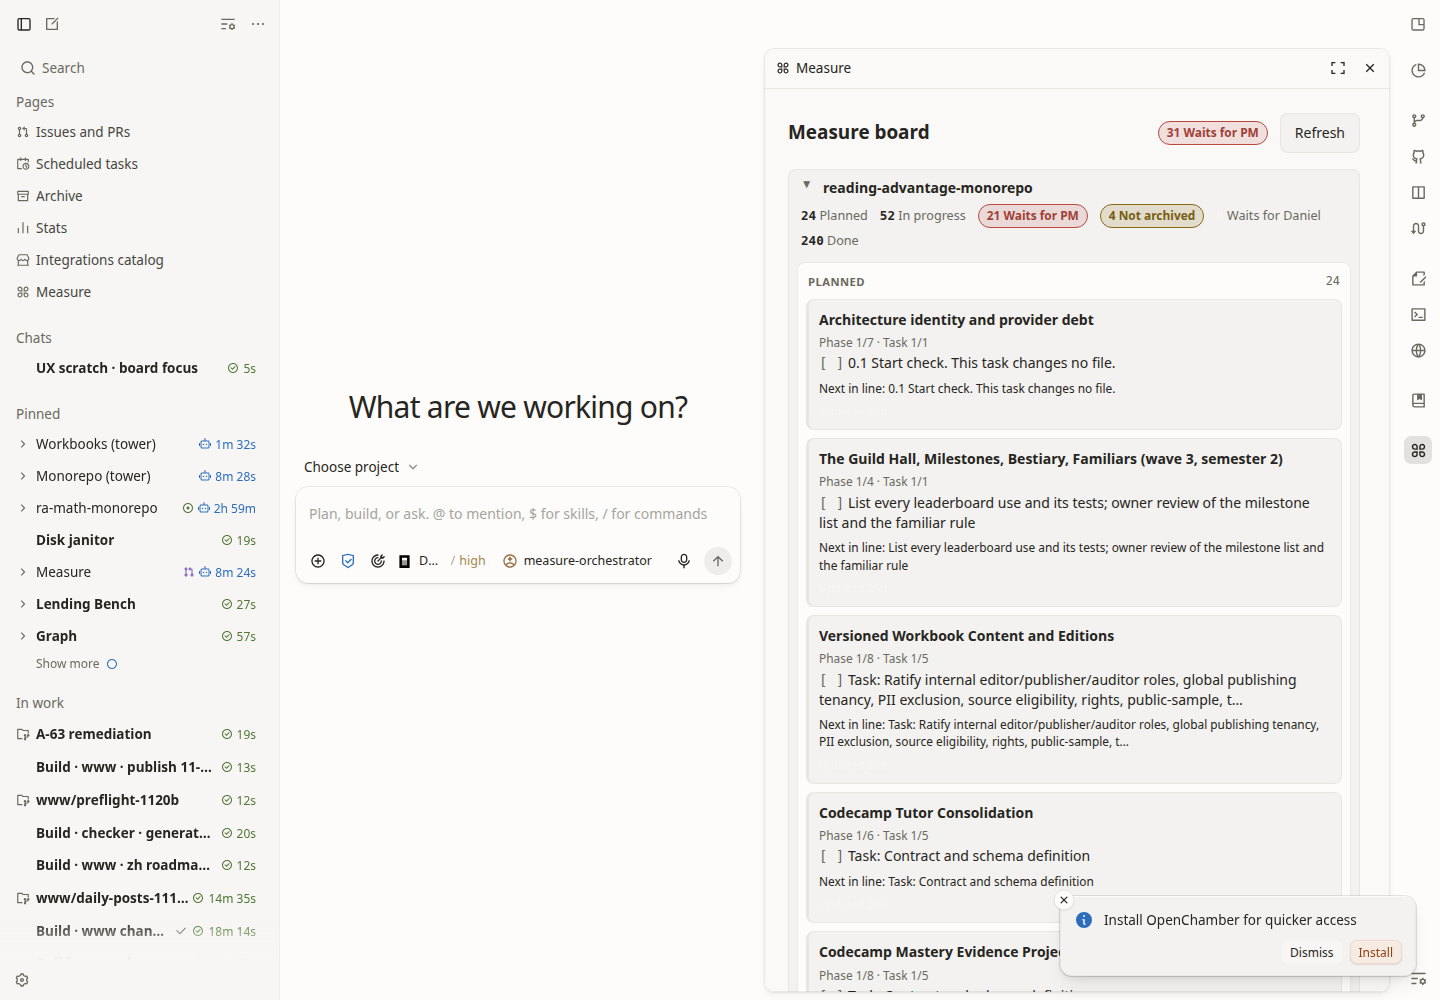 Search
Pages
Issues and PRs
Scheduled tasks
Archive
Stats
Integrations catalog
Measure
Chats
UX scratch · board focus 5s
Pinned
Workbooks (tower) 1m 32s
Monorepo (tower) 8m 28s
ra-math-monorepo 2h 59m
Disk janitor 19s
Measure 8m 24s
Lending Bench 27s
Graph 57s
Show more
In work
A-63 remediation 19s
Build · www · publish 11-... 13s
www/preflight-1120b 12s
Build · checker · generat... 20s
Build · www · zh roadma... 12s
www/daily-posts-111... 14m 35s
Build · www chan... 18m 14s
What are we working on?
Choose project
Plan, build, or ask. @ to mention, $ for skills, / for commands
D... / high measure-orchestrator
Measure
Measure board 31 Waits for PM Refresh
reading-advantage-monorepo
24 Planned 52 In progress 21 Waits for PM 4 Not archived Waits for Daniel
240 Done
PLANNED 24
Architecture identity and provider debt
Phase 1/7 · Task 1/1
[ ] 0.1 Start check. This task changes no file.
Next in line: 0.1 Start check. This task changes no file.
The Guild Hall, Milestones, Bestiary, Familiars (wave 3, semester 2)
Phase 1/4 · Task 1/1
[ ] List every leaderboard use and its tests; owner review of the milestone
list and the familiar rule
Next in line: List every leaderboard use and its tests; owner review of the milestone list and
the familiar rule
Versioned Workbook Content and Editions
Phase 1/8 · Task 1/5
[ ] Task: Ratify internal editor/publisher/auditor roles, global publishing
tenancy, PII exclusion, source eligibility, rights, public-sample, t...
Next in line: Task: Ratify internal editor/publisher/auditor roles, global publishing tenancy,
PII exclusion, source eligibility, rights, public-sample, t...
Codecamp Tutor Consolidation
Phase 1/6 · Task 1/5
[ ] Task: Contract and schema definition
Next in line: Task: Contract and schema definition
Codecamp Mastery Evidence Proje
Phase 1/8 · Task 1/5
Install OpenChamber for quicker access
Dismiss Install